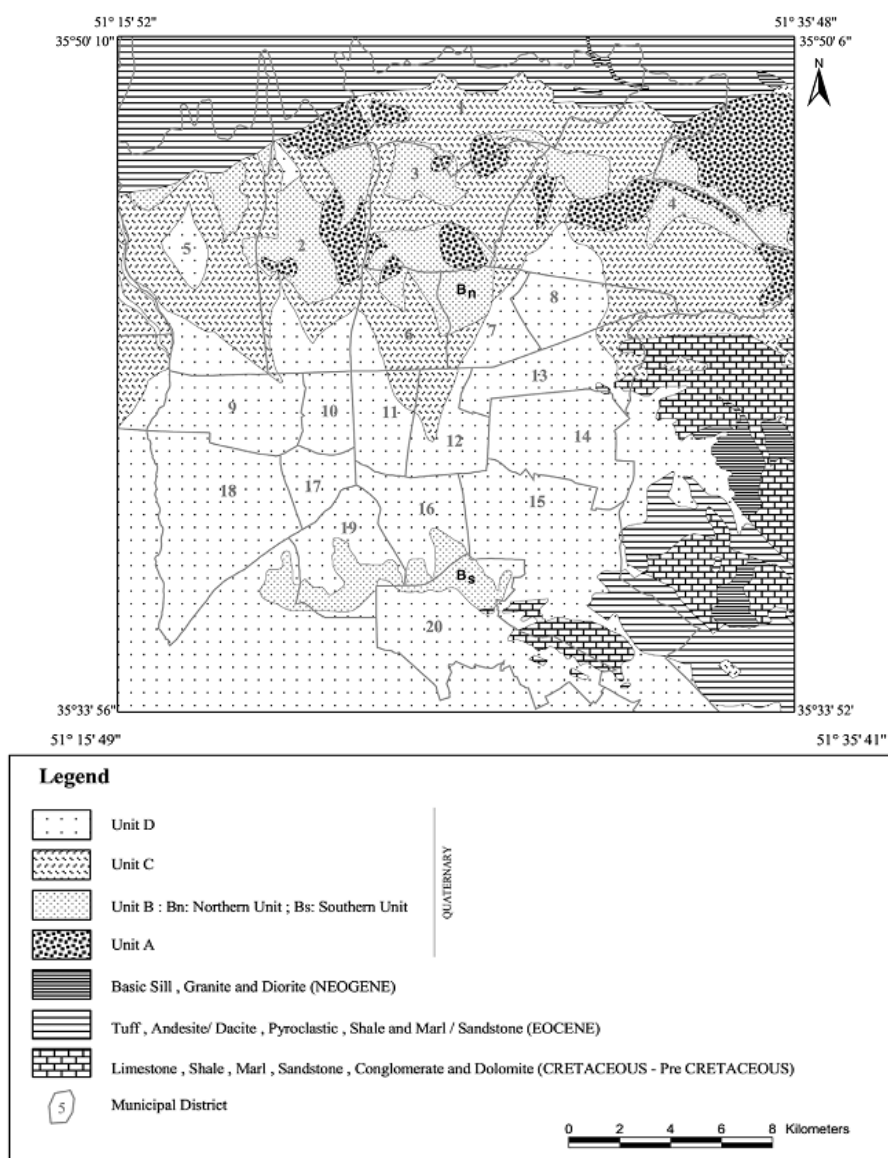 51° 15' 52"
51° 35' 48"
35°50' 10"
35°50' 6"
N
1
3
4
5
2
Bn
8
6
7
13
9
10
11
12
14
18
17
16
15
19
Bs
20
35°33' 56"
35°33' 52'
51° 15' 49"
51° 35' 41"
Legend
Unit D
Unit C
Unit B : Bn: Northern Unit ; Bs: Southern Unit
Unit A
QUATERNARY
Basic Sill , Granite and Diorite (NEOGENE)
Tuff , Andesite/ Dacite , Pyroclastic , Shale and Marl / Sandstone (EOCENE)
Limestone , Shale , Marl , Sandstone , Conglomerate and Dolomite (CRETACEOUS - Pre CRETACEOUS)
5 Municipal District
0 2 4 6 8 Kilometers